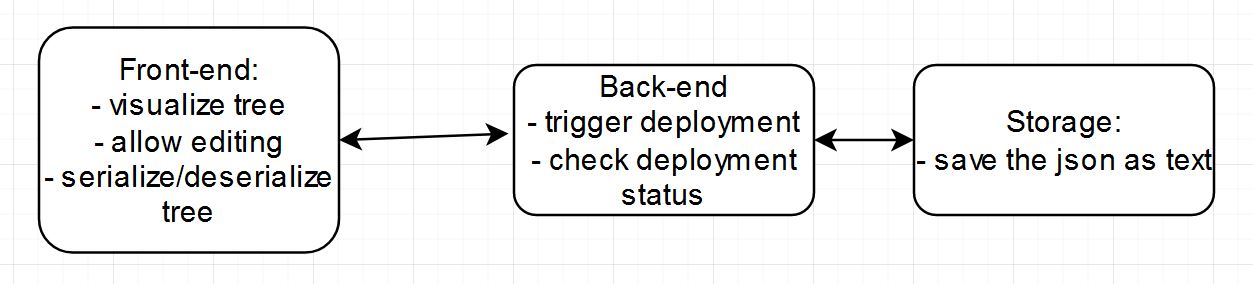 Front-end:
- visualize tree
- allow editing
- serialize/deserialize
tree
Back-end
- trigger deployment
- check deployment
status
Storage:
- save the json as text